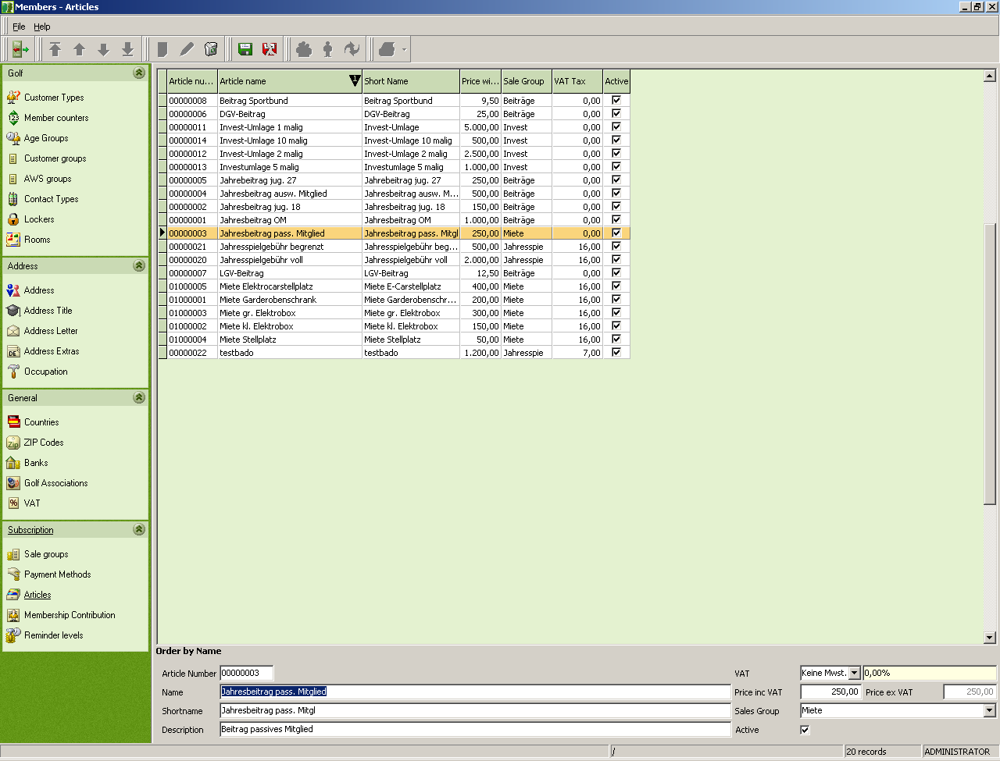 Members - Articles
File Help
Golf
Customer Types
Member counters
Age Groups
Customer groups
AWS groups
Contact Types
Lockers
Rooms
Address
Address
Address Title
Address Letter
Address Extras
Occupation
General
Countries
ZIP Codes
Banks
Golf Associations
VAT
Subscription
Sale groups
Payment Methods
Articles
Membership Contribution
Reminder levels
Article nu... Article name 1 Short Name Price wi... Sale Group VAT Tax Active
00000008 Beitrag Sportbund Beitrag Sportbund 9,50 Beiträge 0,00
00000006 DGV-Beitrag DGV-Beitrag 25,00 Beiträge 0,00
00000011 Invest-Umlage 1 malig Invest-Umlage 5.000,00 Invest 0,00
00000014 Invest-Umlage 10 malig Invest-Umlage 10 malig 500,00 Invest 0,00
00000012 Invest-Umlage 2 malig Invest-Umlage 2 malig 2.500,00 Invest 0,00
00000013 Investumlage 5 malig Investumlage 5 malig 1.000,00 Invest 0,00
00000005 Jahrebeitrag jug. 27 Jahrebeitrag jug. 27 250,00 Beiträge 0,00
00000004 Jahresbeitrag ausw. Mitglied Jahresbeitrag ausw. M... 500,00 Beiträge 0,00
00000002 Jahresbeitrag jug. 18 Jahresbeitrag jug. 18 150,00 Beiträge 0,00
00000001 Jahresbeitrag OM Jahresbeitrag OM 1.000,00 Beiträge 0,00
00000003 Jahresbeitrag pass. Mitglied Jahresbeitrag pass. Mitgl 250,00 Miete 0,00
00000021 Jahresspielgebühr begrenzt Jahresspielgebühr beg... 500,00 Jahresspie 16,00
00000020 Jahresspielgebühr voll Jahresspielgebühr voll 2.000,00 Jahresspie 16,00
00000007 LGV-Beitrag LGV-Beitrag 12,50 Beiträge 0,00
01000005 Miete Elektrocarstellplatz Miete E-Carstellplatz 400,00 Miete 16,00
01000001 Miete Garderobenschrank Miete Garderobenschr... 200,00 Miete 16,00
01000003 Miete gr. Elektrobox Miete gr. Elektrobox 300,00 Miete 16,00
01000002 Miete kl. Elektrobox Miete kl. Elektrobox 150,00 Miete 16,00
01000004 Miete Stellplatz Miete Stellplatz 50,00 Miete 16,00
00000022 testbado testbado 1.200,00 Jahresspie 7,00
Order by Name
Article Number 00000003 VAT Keine Mwst. 0,00%
Name Jahresbeitrag pass. Mitglied Price inc VAT 250,00 Price ex VAT 250,00
Shortname Jahresbeitrag pass. Mitgl Sales Group Miete
Description Beitrag passives Mitglied Active
/ 20 records ADMINISTRATOR